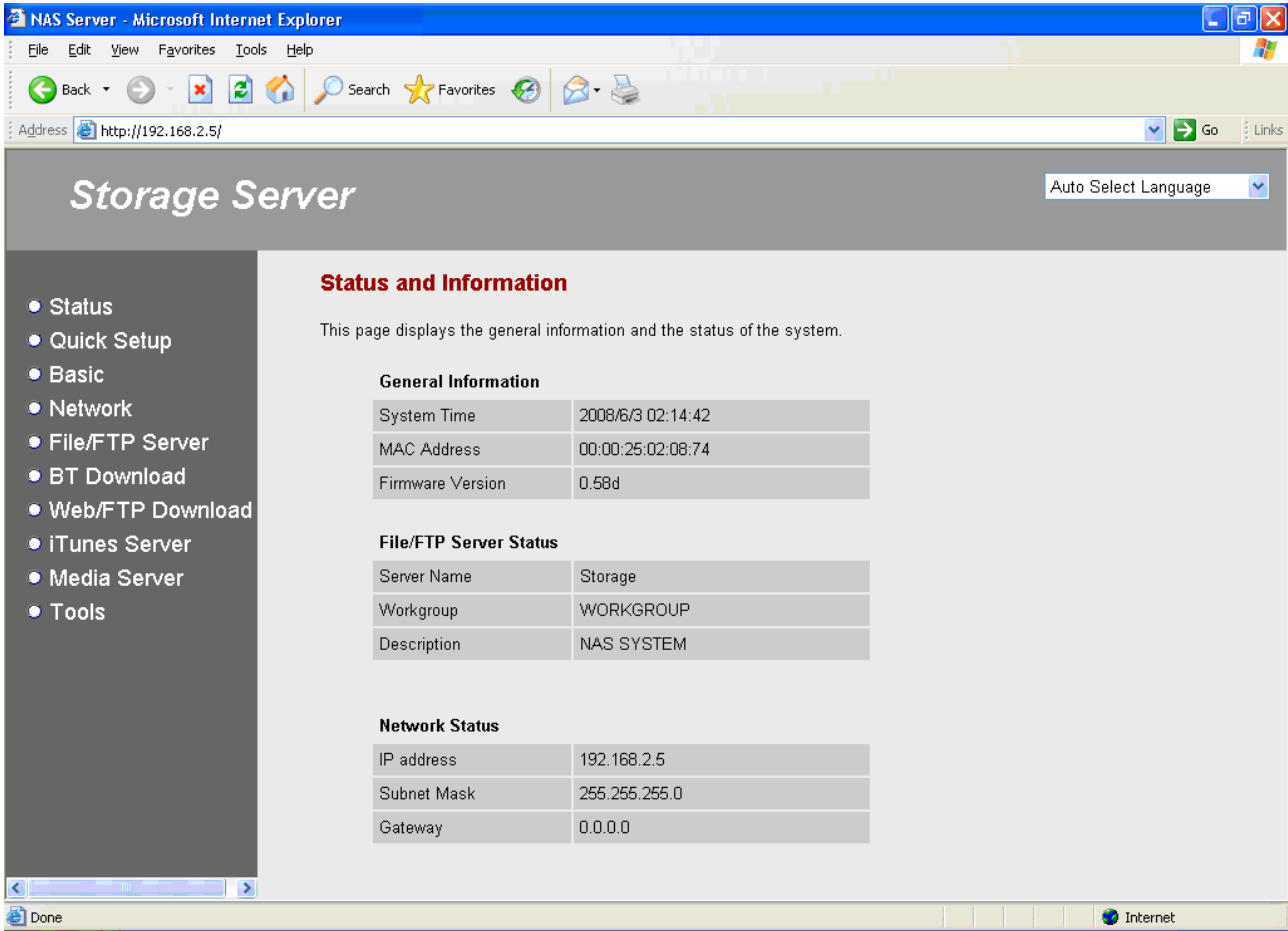 NAS Server - Microsoft Internet Explorer
File Edit View Favorites Tools Help
Back Search Favorites
Address http://192.168.2.5/ Go Links
Storage Server
Auto Select Language
Status
Quick Setup
Basic
Network
File/FTP Server
BT Download
Web/FTP Download
iTunes Server
Media Server
Tools
Status and Information
This page displays the general information and the status of the system.
General Information
System Time 2008/6/3 02:14:42
MAC Address 00:00:25:02:08:74
Firmware Version 0.58d
File/FTP Server Status
Server Name Storage
Workgroup WORKGROUP
Description NAS SYSTEM
Network Status
IP address 192.168.2.5
Subnet Mask 255.255.255.0
Gateway 0.0.0.0
Done Internet